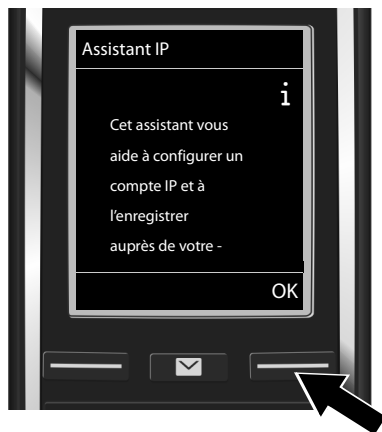 Assistant IP
i
Cet assistant vous
aide à configurer un
compte IP et à
l’enregistrer
auprès de votre -
OK